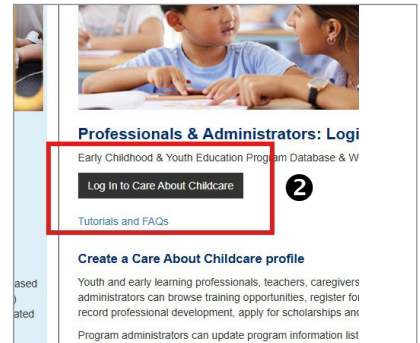 Professionals & Administrators: Logi
Early Childhood & Youth Education Program Database & W
Log In to Care About Childcare
❷
Tutorials and FAQs
Create a Care About Childcare profile
ased
Youth and early learning professionals, teachers, caregivers
)
administrators can browse training opportunities, register for
ated
record professional development, apply for scholarships and
Program administrators can update program information list